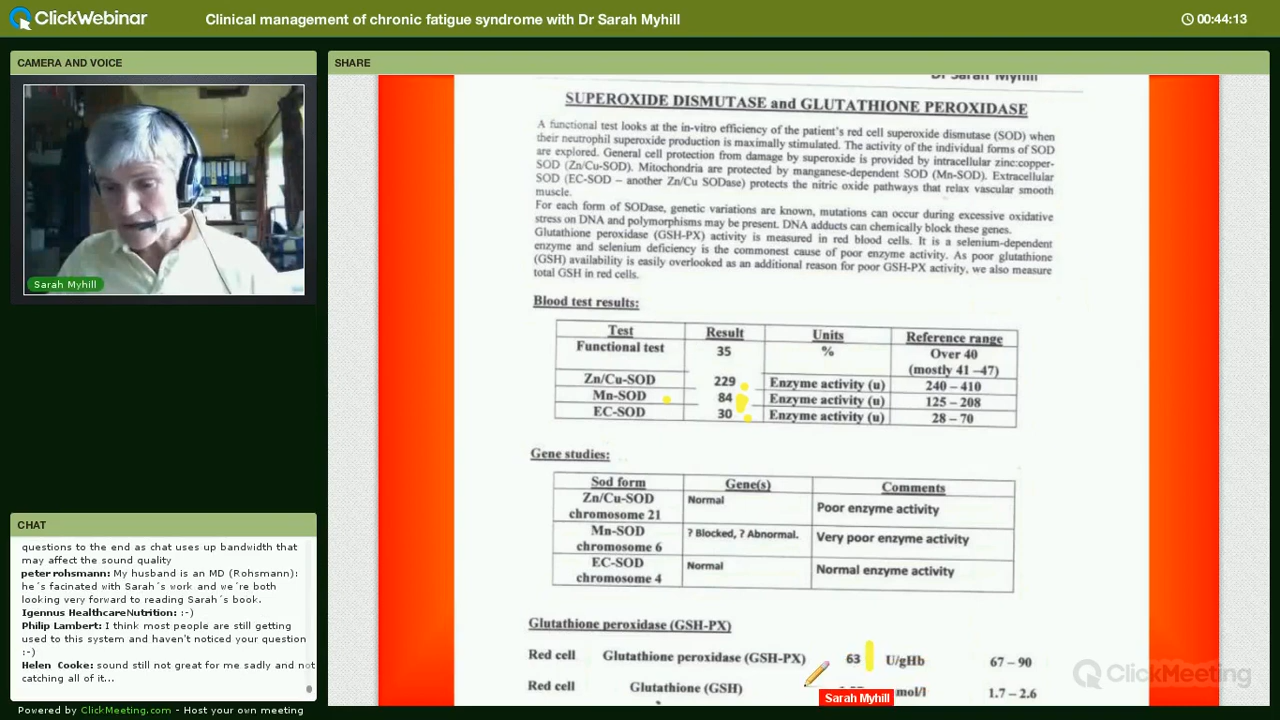 ClickWebinar
Clinical management of chronic fatigue syndrome with Dr Sarah Myhill
00:44:13
CAMERA AND VOICE
Sarah Myhill
CHAT
questions to the end as chat uses up bandwidth that
may affect the sound quality
peter rohsmann: My husband is an MD (Rohsmann):
he´s facinated with Sarah´s work and we´re both
looking very forward to reading Sarah´s book.
Igennus HealthcareNutrition: :-)
Philip Lambert: I think most people are still getting
used to this system and haven't noticed your question
:-)
Helen Cooke: sound still not great for me sadly and not
catching all of it...
SHARE
Dr Sarah Myhill
SUPEROXIDE DISMUTASE and GLUTATHIONE PEROXIDASE
A functional test looks at the in-vitro efficiency of the patient's red cell superoxide dismutase (SOD) when
their neutrophil superoxide production is maximally stimulated. The activity of the individual forms of SOD
are explored. General cell protection from damage by superoxide is provided by intracellular zinc:copper-
SOD (Zn/Cu-SOD). Mitochondria are protected by manganese-dependent SOD (Mn-SOD). Extracellular
SOD (EC-SOD – another Zn/Cu SODase) protects the nitric oxide pathways that relax vascular smooth
muscle.
For each form of SODase, genetic variations are known, mutations can occur during excessive oxidative
stress on DNA and polymorphisms may be present. DNA adducts can chemically block these genes.
Glutathione peroxidase (GSH-PX) activity is measured in red blood cells. It is a selenium-dependent
enzyme and selenium deficiency is the commonest cause of poor enzyme activity. As poor glutathione
(GSH) availability is easily overlooked as an additional reason for poor GSH-PX activity, we also measure
total GSH in red cells.
Blood test results:
Test Result Units Reference range
Functional test 35 % Over 40
(mostly 41 –47)
Zn/Cu-SOD 229 Enzyme activity (u) 240 – 410
Mn-SOD 84 Enzyme activity (u) 125 – 208
EC-SOD 30 Enzyme activity (u) 28 – 70
Gene studies:
Sod form Gene(s) Comments
Zn/Cu-SOD Normal Poor enzyme activity
chromosome 21
Mn-SOD ? Blocked, ? Abnormal. Very poor enzyme activity
chromosome 6
EC-SOD Normal Normal enzyme activity
chromosome 4
Glutathione peroxidase (GSH-PX)
Red cell Glutathione peroxidase (GSH-PX) 63 U/gHb 67 – 90
Red cell Glutathione (GSH) mol/l 1.7 – 2.6
Sarah Myhill
ClickMeeting
Powered by ClickMeeting.com - Host your own meeting